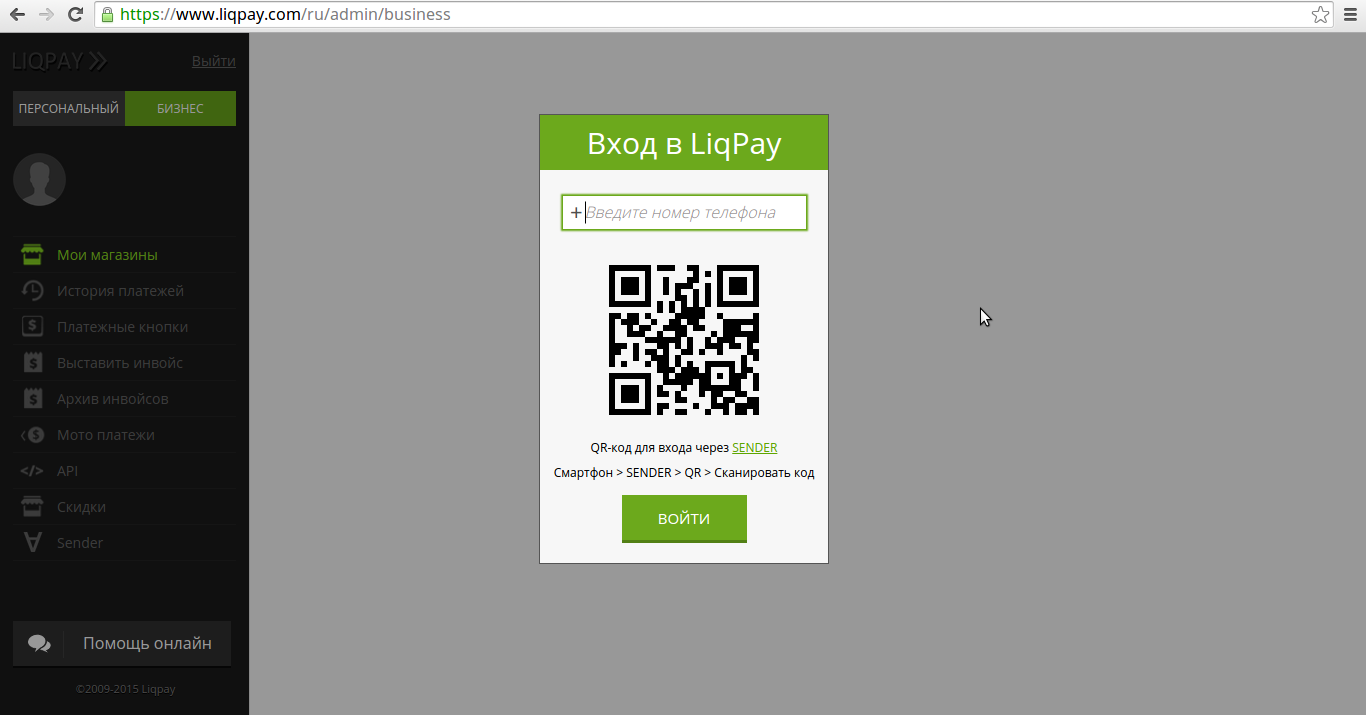 https://www.liqpay.com/ru/admin/business
LIQPAY
Выйти
ПЕРСОНАЛЬНЫЙ
БИЗНЕС
Мои магазины
История платежей
Платежные кнопки
Выставить инвойс
Архив инвойсов
Мото платежи
API
Скидки
Sender
Помощь онлайн
©2009-2015 Liqpay
Вход в LiqPay
+Введите номер телефона
QR-код для входа через SENDER
Смартфон > SENDER > QR > Сканировать код
ВОЙТИ